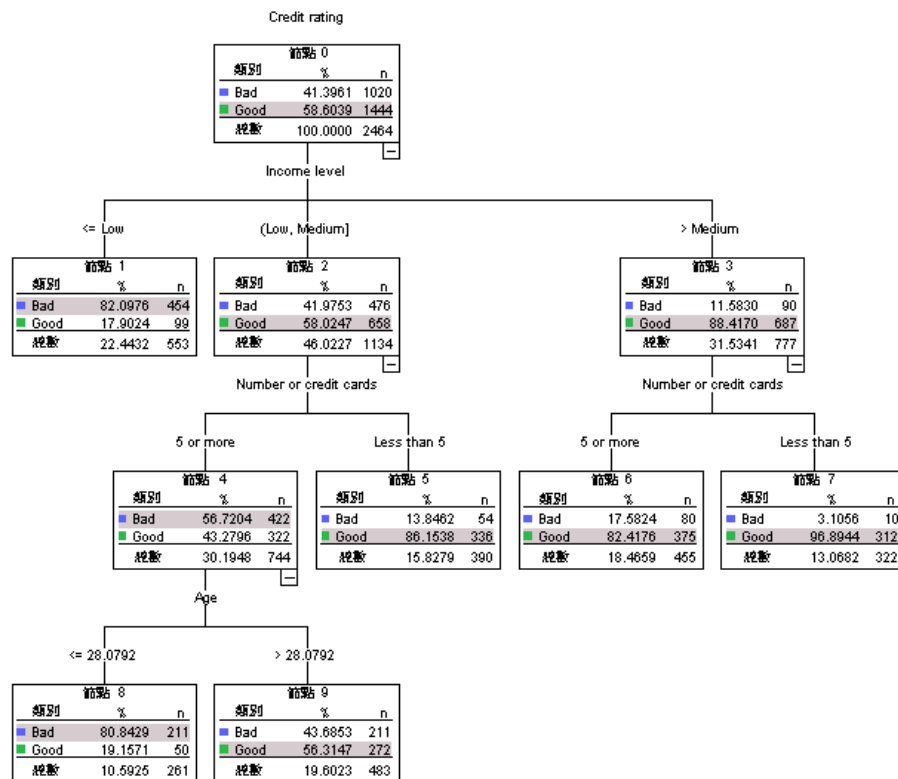 Credit rating
節點 0
類別 % n
Bad 41.3961 1020
Good 58.6039 1444
總數 100.0000 2464
Income level
<= Low (Low, Medium] > Medium
節點 1
類別 % n
Bad 82.0976 454
Good 17.9024 99
總數 22.4432 553
節點 2
類別 % n
Bad 41.9753 476
Good 58.0247 658
總數 46.0227 1134
節點 3
類別 % n
Bad 11.5830 90
Good 88.4170 687
總數 31.5341 777
Number or credit cards
Number or credit cards
5 or more Less than 5 5 or more Less than 5
節點 4
類別 % n
Bad 56.7204 422
Good 43.2796 322
總數 30.1948 744
節點 5
類別 % n
Bad 13.8462 54
Good 86.1538 336
總數 15.8279 390
節點 6
類別 % n
Bad 17.5824 80
Good 82.4176 375
總數 18.4659 455
節點 7
類別 % n
Bad 3.1056 10
Good 96.8944 312
總數 13.0682 322
Age
<= 28.0792 > 28.0792
節點 8
類別 % n
Bad 80.8429 211
Good 19.1571 50
總數 10.5925 261
節點 9
類別 % n
Bad 43.6853 211
Good 56.3147 272
總數 19.6023 483